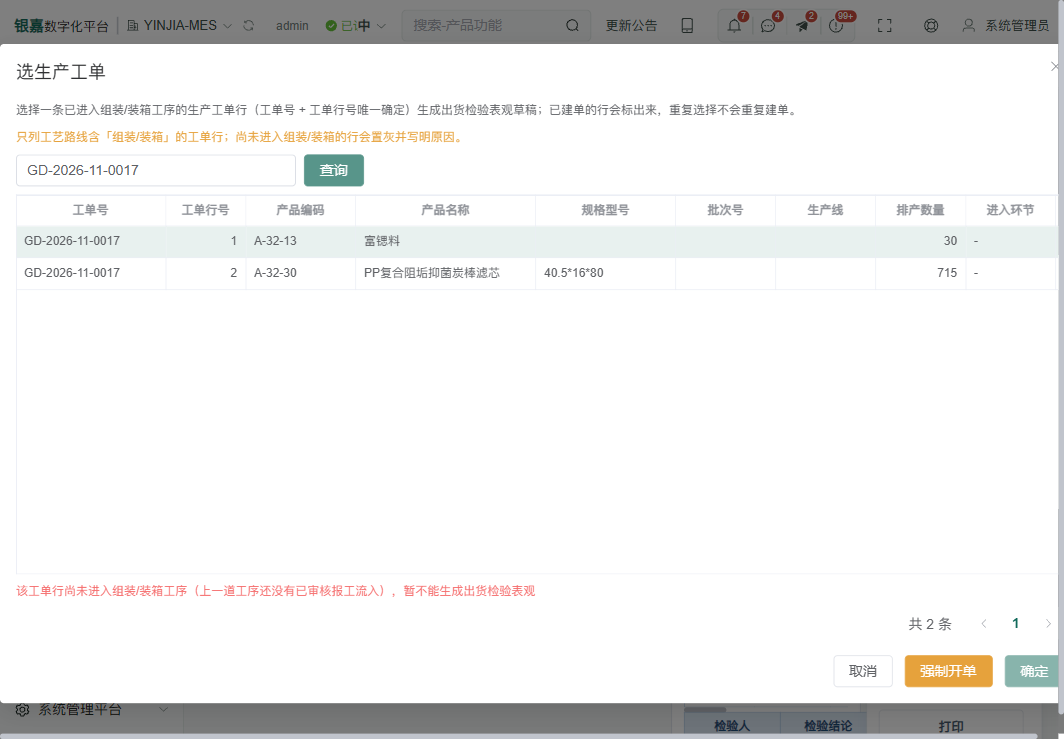 银嘉数字化平台 YINJIA-MES admin 中 搜索-产品功能 更新公告 7 4 2 99+ 系统管理员
选生产工单
选择一条已进入组装/装箱工序的生产工单行（工单号 + 工单行号唯一确定）生成出货检验表观草稿；已建单的行会标出来，重复选择不会重复建单。
只列工艺路线含「组装/装箱」的工单行；尚未进入组装/装箱的行会置灰并写明原因。
GD-2026-11-0017 查询
工单号 工单行号 产品编码 产品名称 规格型号 批次号 生产线 排产数量 进入环节
GD-2026-11-0017 1 A-32-13 富锶料 30 -
GD-2026-11-0017 2 A-32-30 PP复合阻垢抑菌炭棒滤芯 40.5*16*80 715 -
该工单行尚未进入组装/装箱工序（上一道工序还没有已审核报工流入），暂不能生成出货检验表观
共 2 条 1
取消 强制开单 确定
系统管理平台 检验人 检验结论 打印